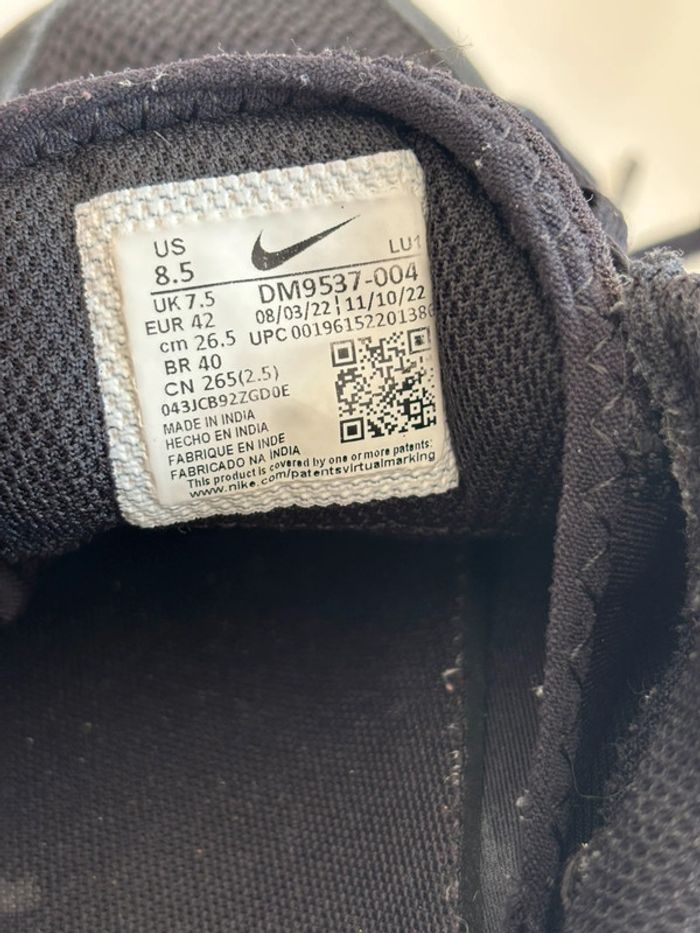 US
8.5
LU1
UK 7.5
DM9537-004
EUR 42
08/03/22 | 11/10/22
cm 26.5
UPC 00196152201386
BR 40
CN 265(2.5)
043JCB92ZGD0E
MADE IN INDIA
HECHO EN INDIA
FABRIQUE EN INDE
FABRICADO NA INDIA
This product is covered by one or more patents:
www.nike.com/patentsvirtualmarking